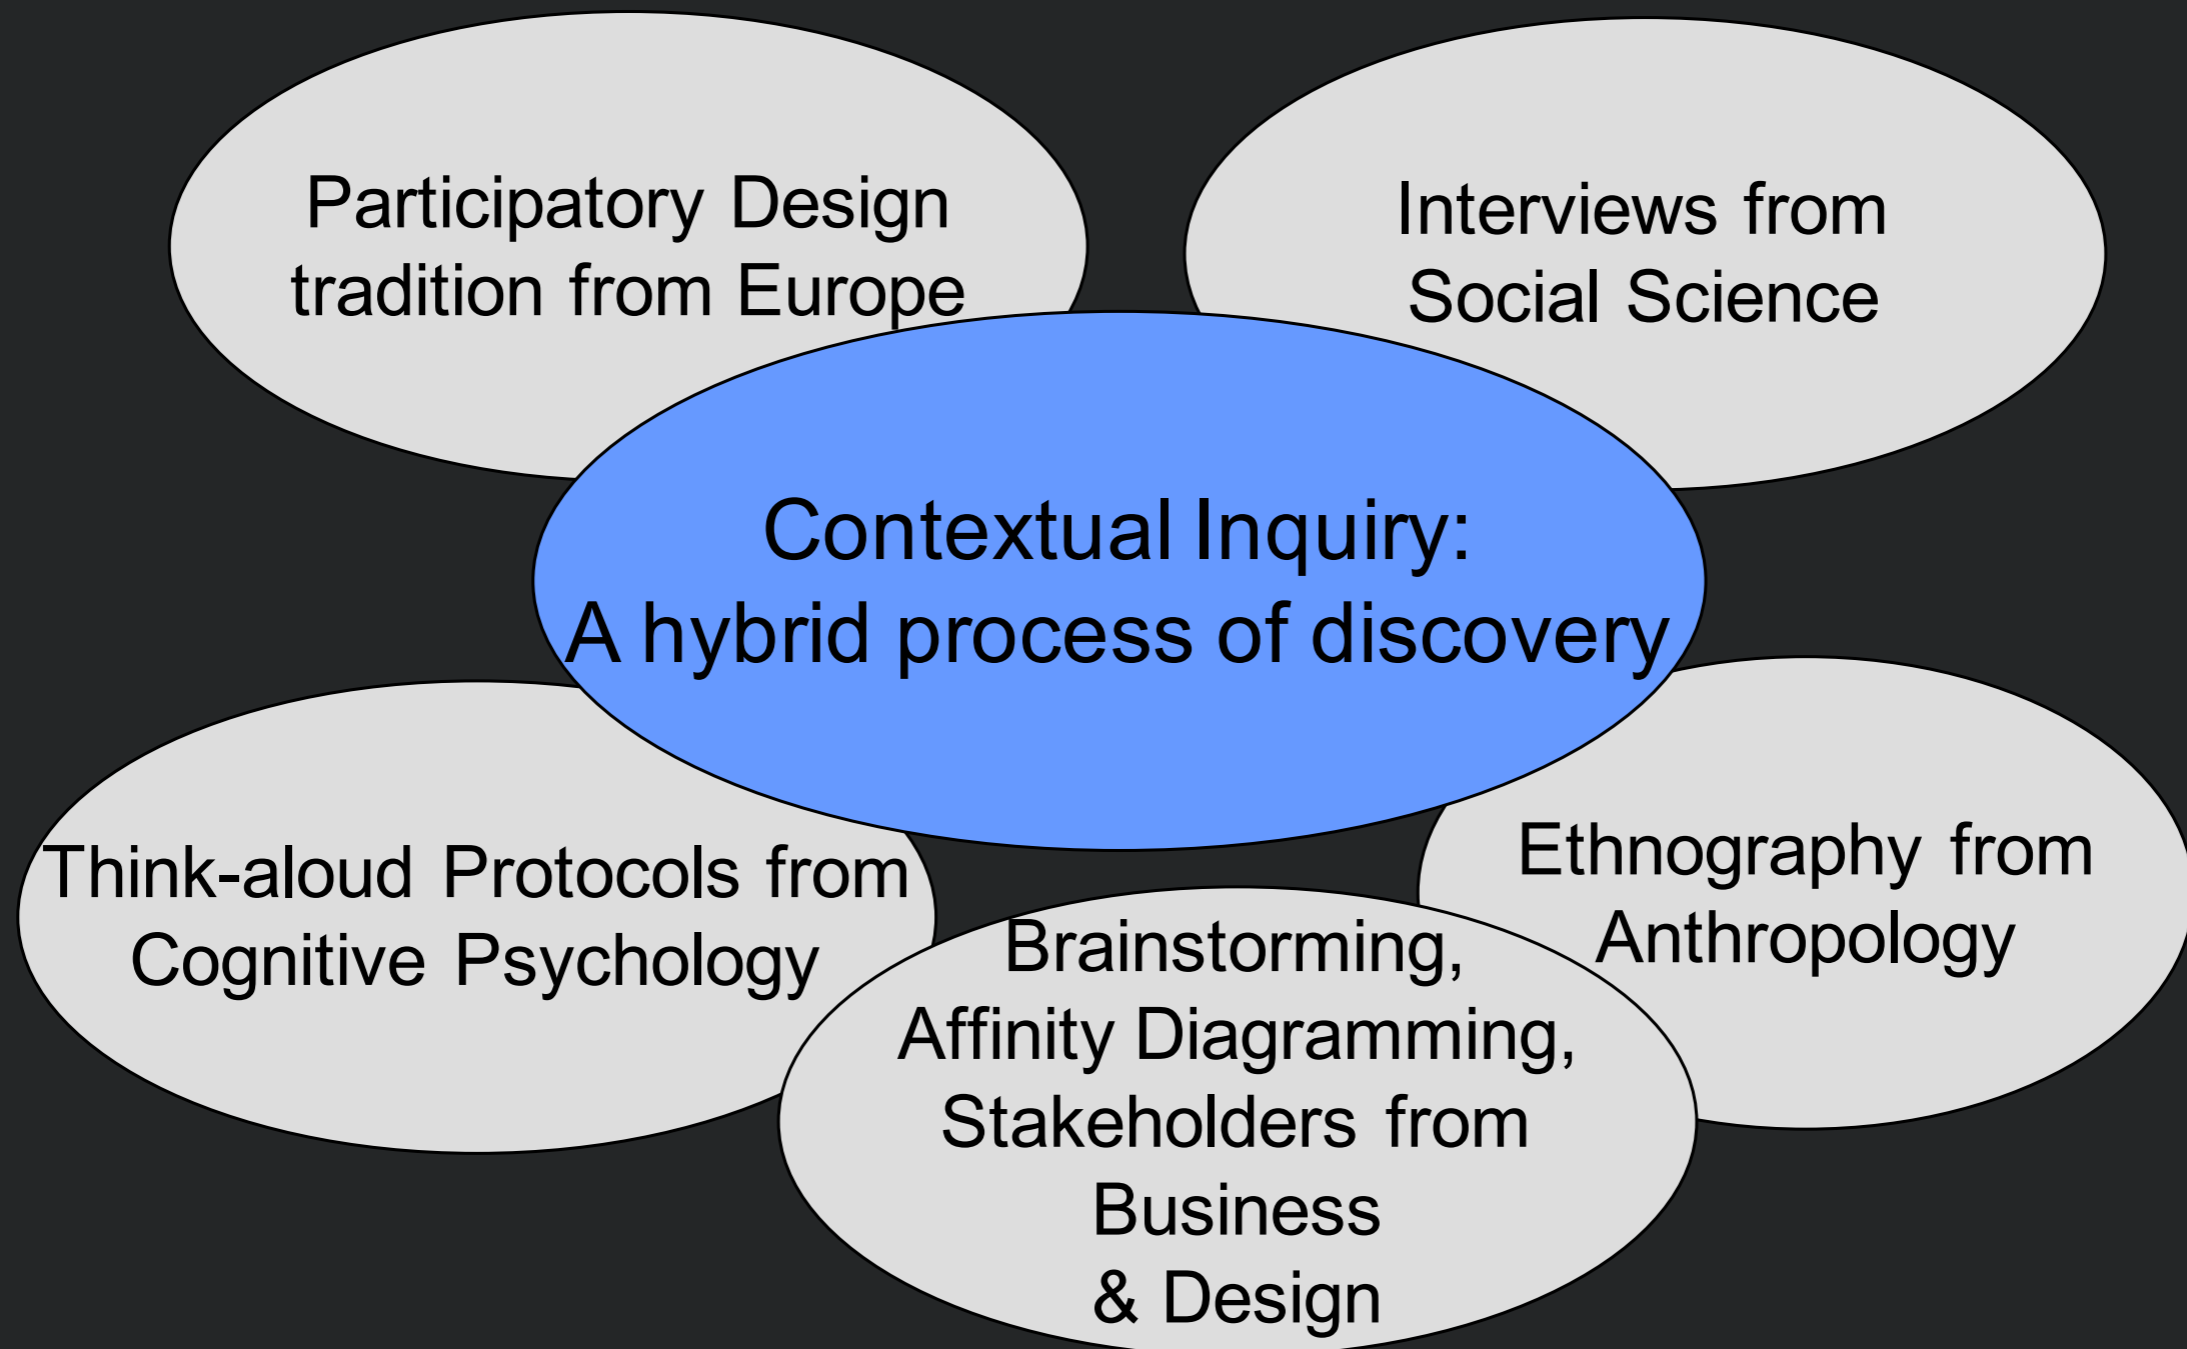 Participatory Design
tradition from Europe
Interviews from
Social Science
Contextual Inquiry:
A hybrid process of discovery
Think-aloud Protocols from
Cognitive Psychology
Brainstorming,
Affinity Diagramming,
Stakeholders from
Business
& Design
Ethnography from
Anthropology